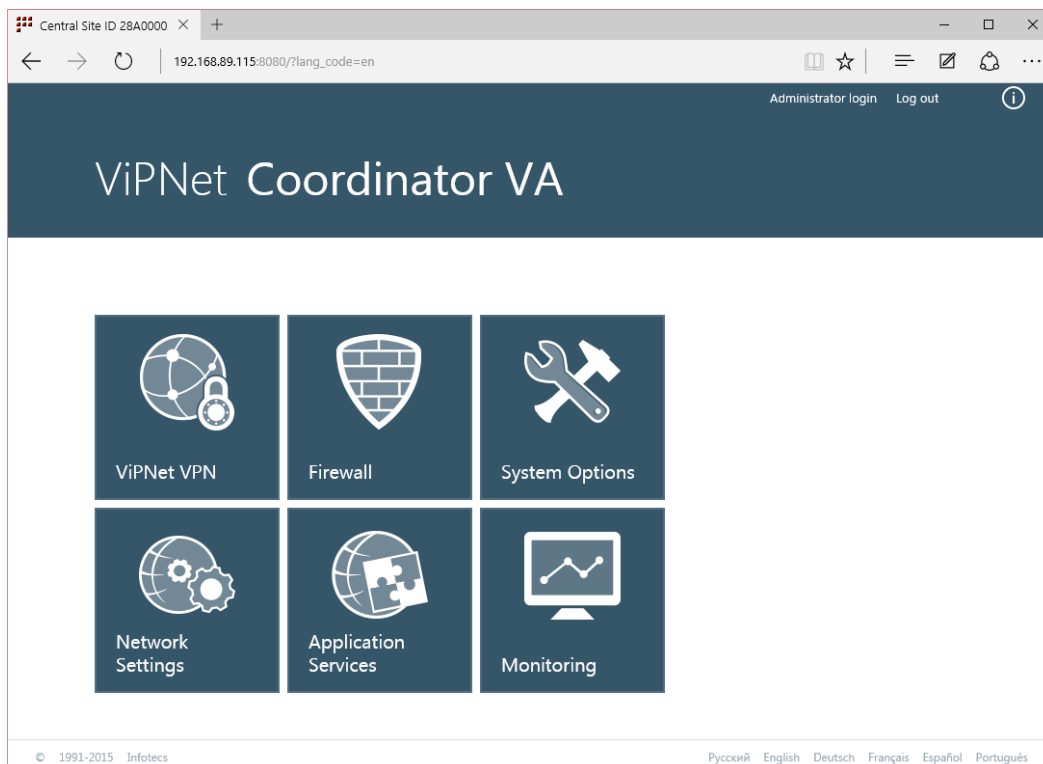 Central Site ID 28A0000
192.168.89.115:8080/?lang_code=en
Administrator login Log out
ViPNet Coordinator VA
ViPNet VPN
Firewall
System Options
Network
Settings
Application
Services
Monitoring
© 1991-2015 Infotecs
Русский English Deutsch Français Español Português